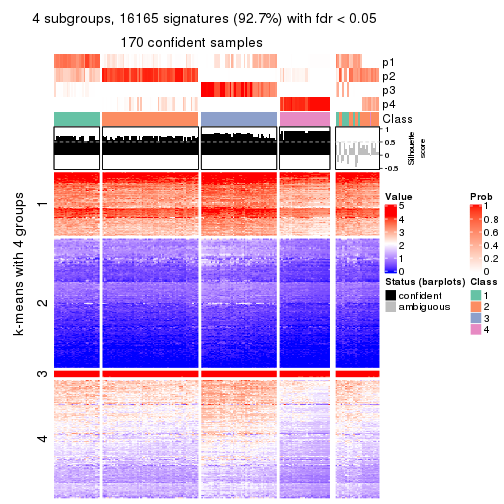 4 subgroups, 16165 signatures (92.7%) with fdr < 0.05
170 confident samples
p1
p2
p3
p4
Class
1
0.5
0
-0.5
Silhouette
score
k-means with 4 groups
1
2
3
4
Value
5
4
3
2
1
0
Prob
1
0.8
0.6
0.4
0.2
0
Status (barplots)
confident
ambiguous
Class
1
2
3
4